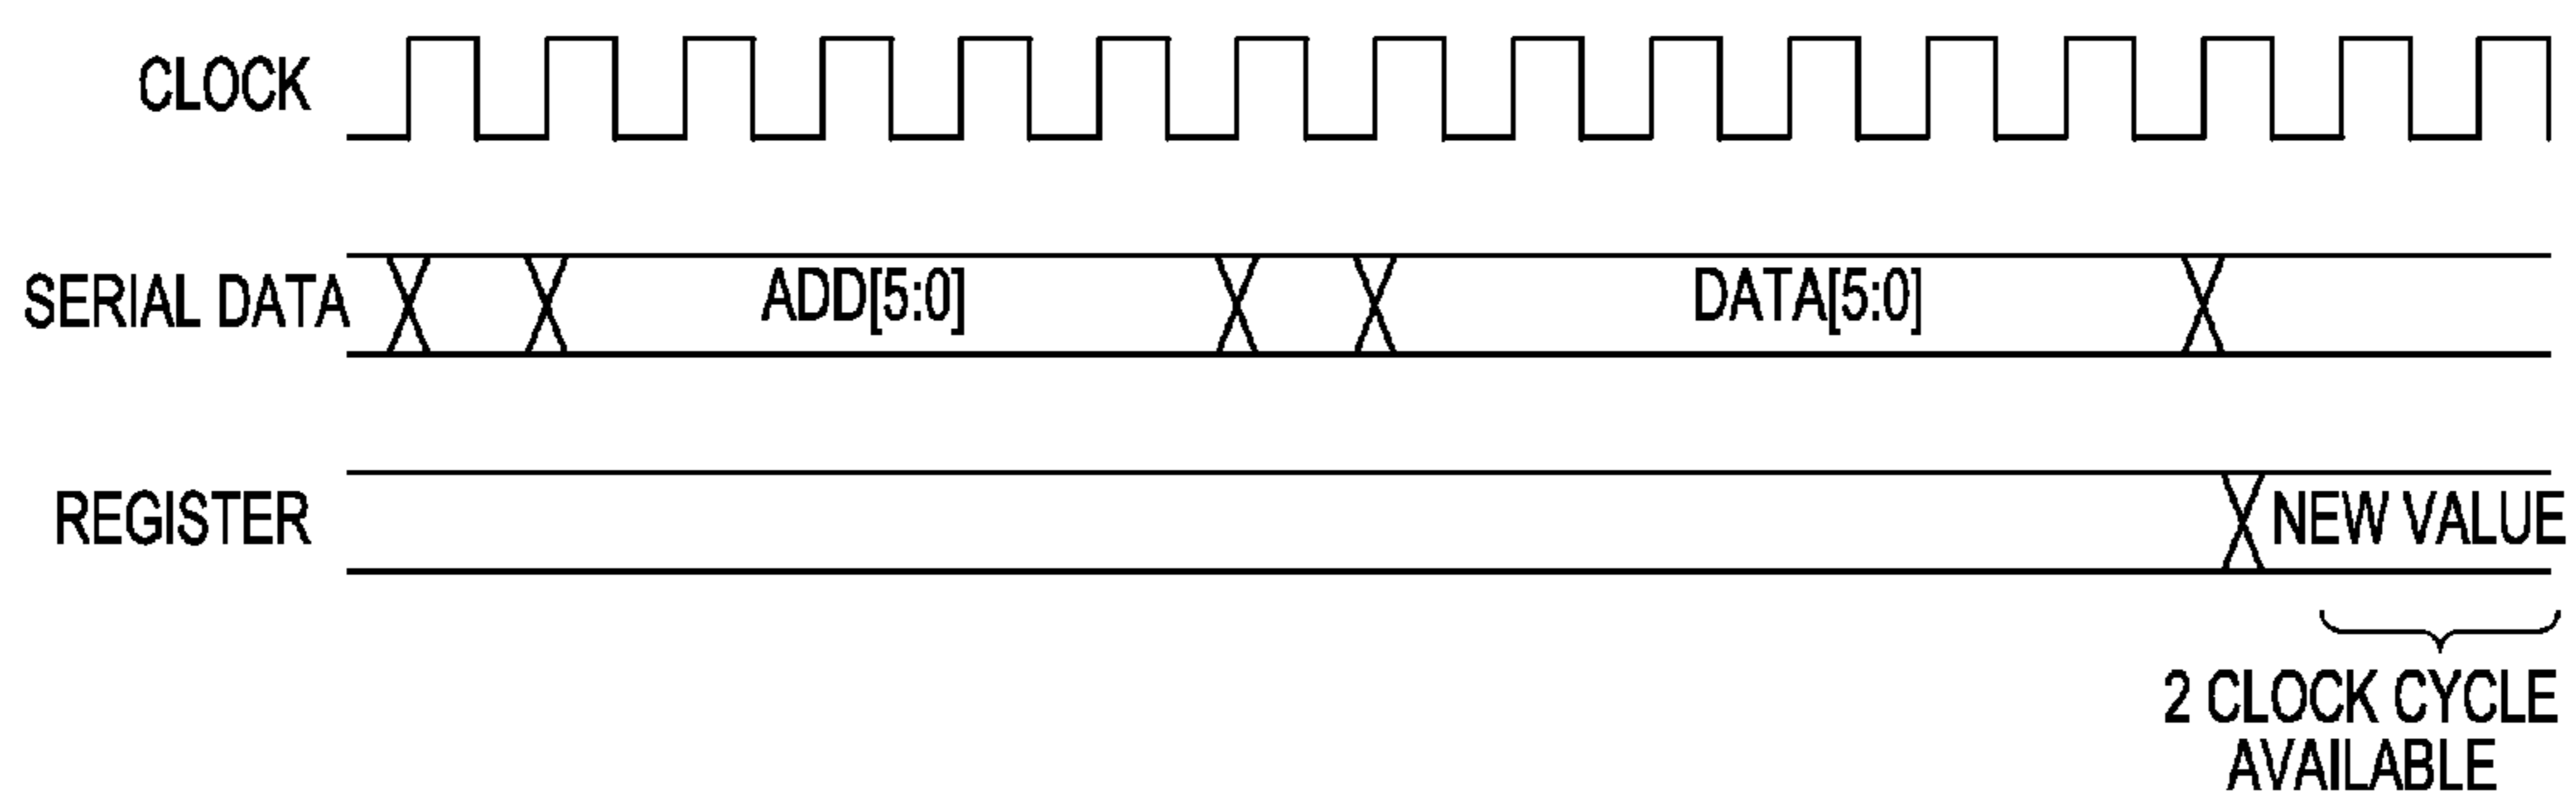 CLOCK
SERIAL DATA
ADD[5:0]
DATA[5:0]
REGISTER
NEW VALUE
2 CLOCK CYCLE
AVAILABLE